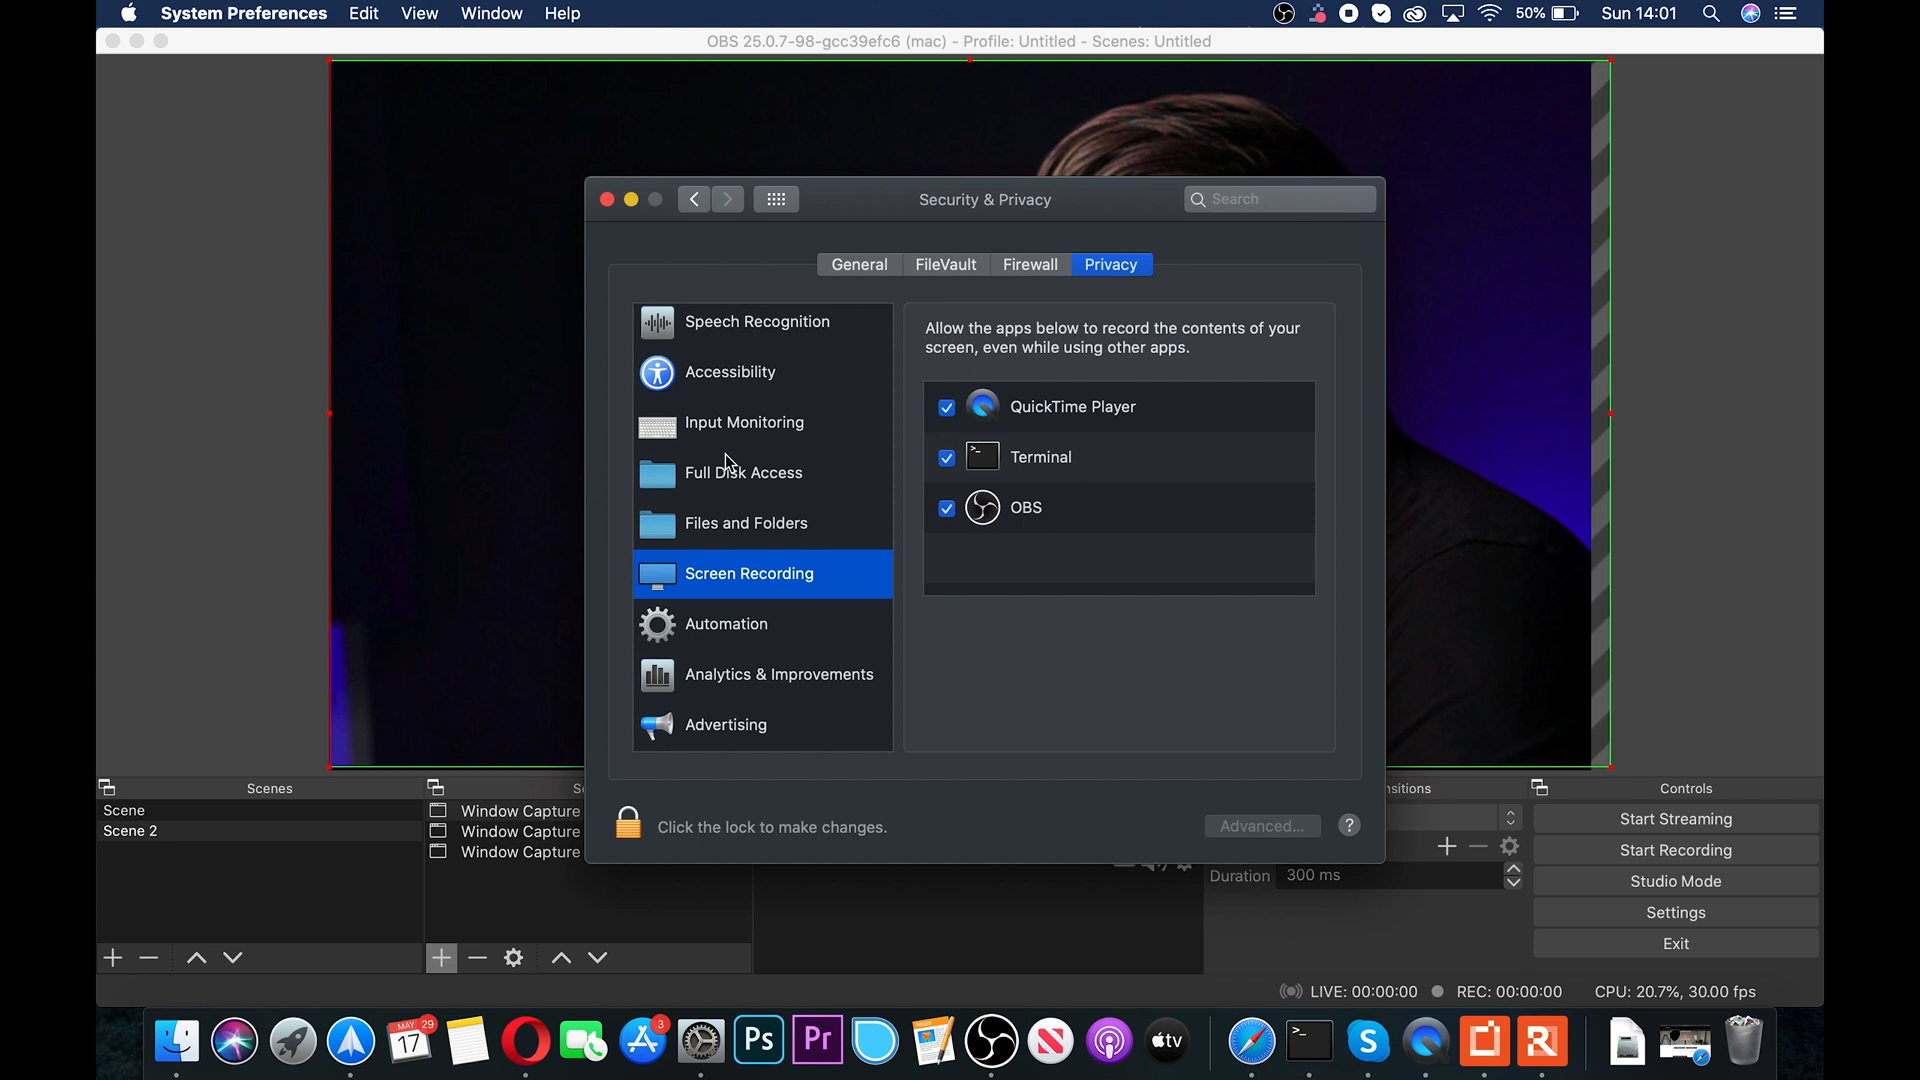 System Preferences Edit View Window Help
50% Sun 14:01
OBS 25.0.7-98-gcc39efc6 (mac) - Profile: Untitled - Scenes: Untitled
Security & Privacy
Search
General FileVault Firewall Privacy
Speech Recognition
Accessibility
Input Monitoring
Full Disk Access
Files and Folders
Screen Recording
Automation
Analytics & Improvements
Advertising
Allow the apps below to record the contents of your
screen, even while using other apps.
QuickTime Player
Terminal
OBS
Click the lock to make changes.
Advanced...
?
Scenes
Scene
Scene 2
S
Window Capture
Window Capture
Window Capture
nsitions
Duration 300 ms
Controls
Start Streaming
Start Recording
Studio Mode
Settings
Exit
LIVE: 00:00:00 REC: 00:00:00 CPU: 20.7%, 30.00 fps
MAY 29
17
3
Ps
Pr
N
tv
>_
S
R